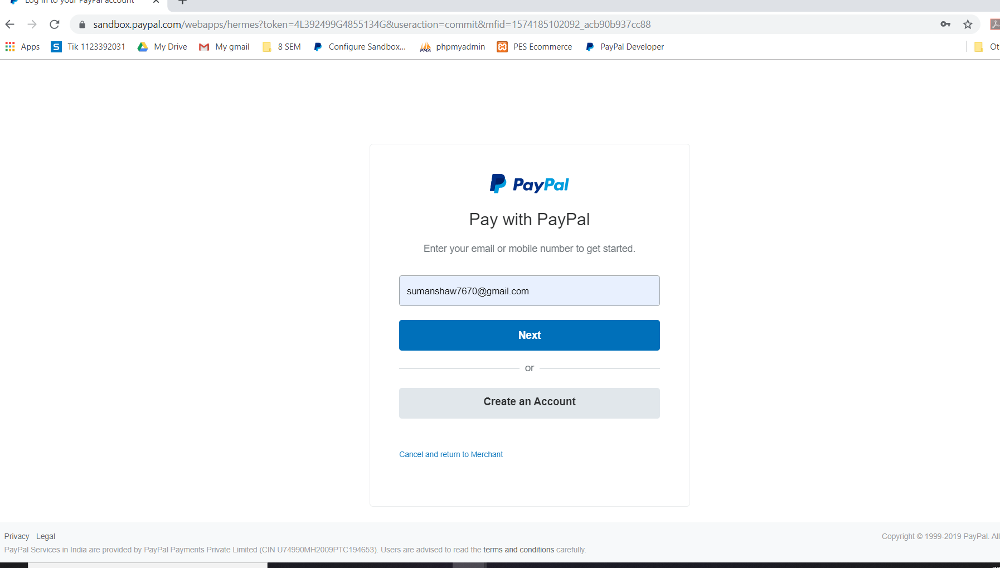 Log in to your PayPal account
sandbox.paypal.com/webapps/hermes?token=4L392499G4855134G&useraction=commit&mfid=1574185102092_acb90b937cc88
Apps S Tik 1123392031 My Drive My gmail 8 SEM Configure Sandbox... PMA phpmyadmin PES Ecommerce PayPal Developer Ot
PayPal
Pay with PayPal
Enter your email or mobile number to get started.
sumanshaw7670@gmail.com
Next
or
Create an Account
Cancel and return to Merchant
Privacy Legal
Copyright © 1999-2019 PayPal. All
PayPal Services in India are provided by PayPal Payments Private Limited (CIN U74990MH2009PTC194653). Users are advised to read the terms and conditions carefully.